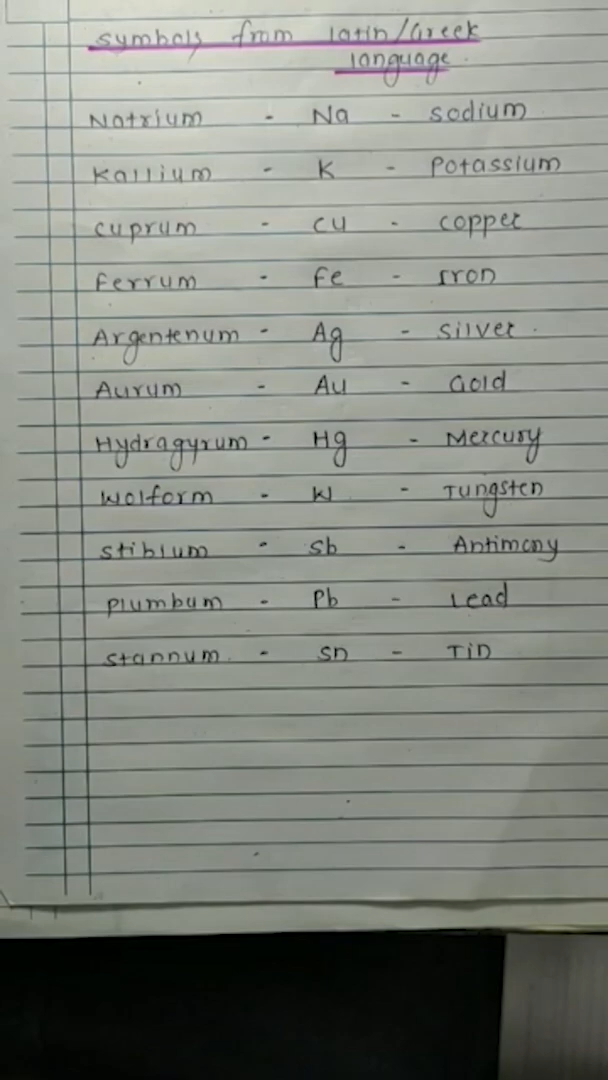 symbols from latin/Greek
language.
Natrium - Na - sodium
Kallium - K - Potassium
cuprum - cu - copper
Ferrum - Fe - Iron
Argentenum - Ag - Silver.
Aurum - Au - Gold
Hydragyrum - Hg - Mercury
Wolform - W - Tungsten
Stibium - Sb - Antimony
Plumbum - Pb - Lead
Stannum. - Sn - Tin